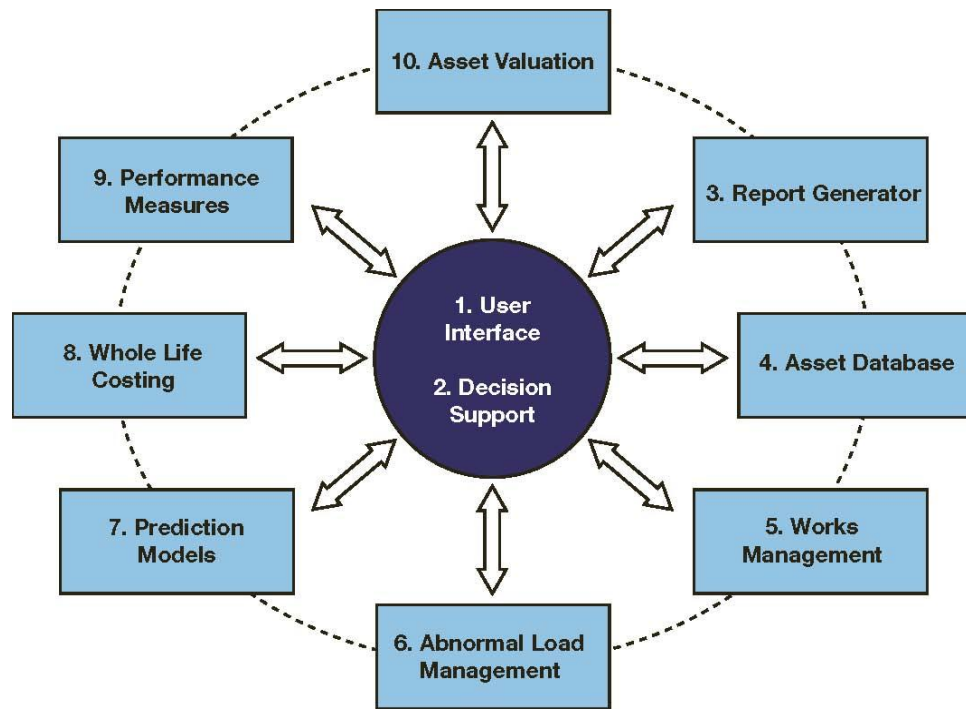 10. Asset Valuation
9. Performance
Measures
3. Report Generator
1. User
Interface
2. Decision
Support
8. Whole Life
Costing
4. Asset Database
7. Prediction
Models
5. Works
Management
6. Abnormal Load
Management